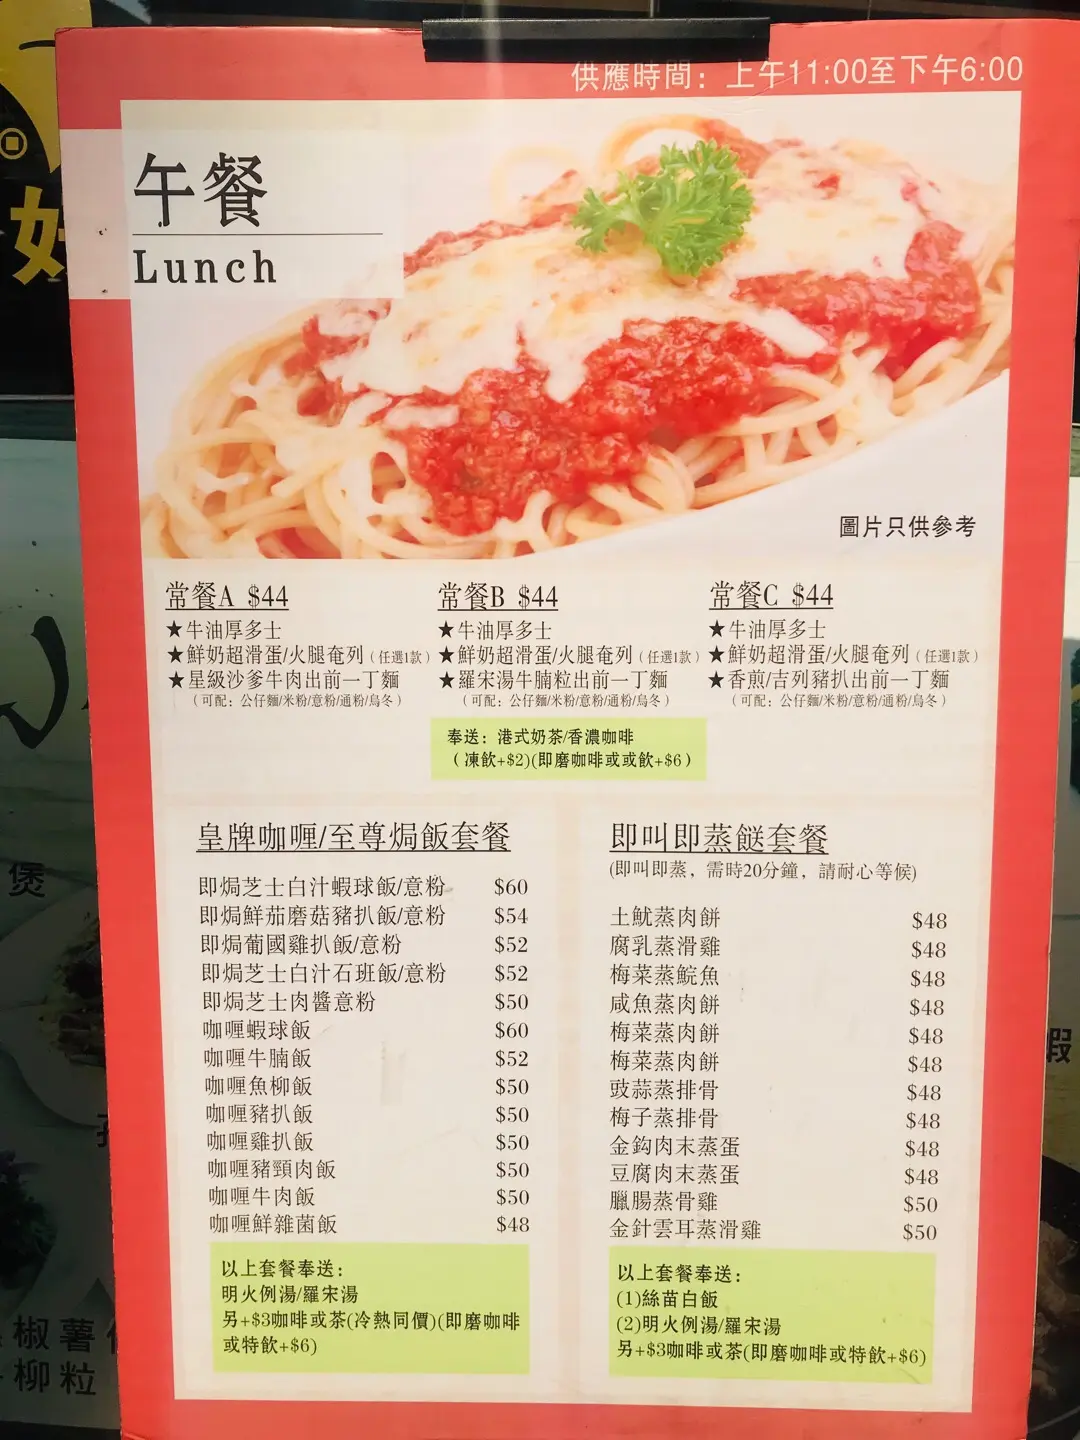 供應時間：上午11:00至下午6:00
午餐
Lunch
圖片只供參考
常餐A $44
★牛油厚多士
★鮮奶超滑蛋/火腿奄列（任選1款）
★星級沙爹牛肉出前一丁麵
（可配：公仔麵/米粉/意粉/通粉/烏冬）
常餐B $44
★牛油厚多士
★鮮奶超滑蛋/火腿奄列（任選1款）
★羅宋湯牛腩粒出前一丁麵
（可配：公仔麵/米粉/意粉/通粉/烏冬）
常餐C $44
★牛油厚多士
★鮮奶超滑蛋/火腿奄列（任選1款）
★香煎/吉列豬扒出前一丁麵
（可配：公仔麵/米粉/意粉/通粉/烏冬）
奉送：港式奶茶/香濃咖啡
（凍飲+$2)(即磨咖啡或或飲+$6）
皇牌咖喱/至尊焗飯套餐
即焗芝士白汁蝦球飯/意粉 $60
即焗鮮茄磨菇豬扒飯/意粉 $54
即焗葡國雞扒飯/意粉 $52
即焗芝士白汁石班飯/意粉 $52
即焗芝士肉醬意粉 $50
咖喱蝦球飯 $60
咖喱牛腩飯 $52
咖喱魚柳飯 $50
咖喱豬扒飯 $50
咖喱雞扒飯 $50
咖喱豬頸肉飯 $50
咖喱牛肉飯 $50
咖喱鮮雜菌飯 $48
以上套餐奉送：
明火例湯/羅宋湯
另+$3咖啡或茶(冷熱同價)(即磨咖啡
或特飲+$6)
即叫即蒸餸套餐
(即叫即蒸，需時20分鐘，請耐心等候)
土魷蒸肉餅 $48
腐乳蒸滑雞 $48
梅菜蒸鯇魚 $48
咸魚蒸肉餅 $48
梅菜蒸肉餅 $48
梅菜蒸肉餅 $48
豉蒜蒸排骨 $48
梅子蒸排骨 $48
金鈎肉末蒸蛋 $48
豆腐肉末蒸蛋 $48
臘腸蒸骨雞 $50
金針雲耳蒸滑雞 $50
以上套餐奉送：
(1)絲苗白飯
(2)明火例湯/羅宋湯
另+$3咖啡或茶(即磨咖啡或特飲+$6)
煲
蝦
椒薯
柳粒